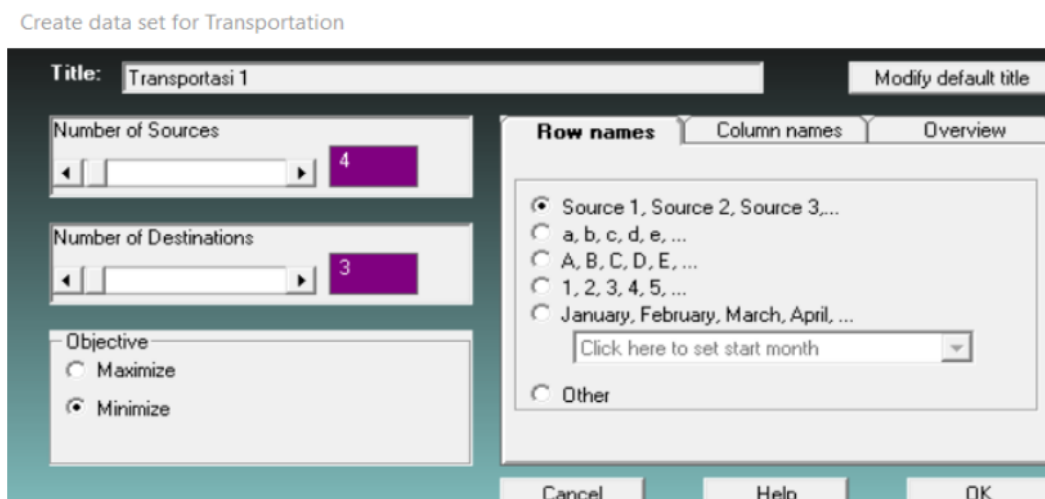 Create data set for Transportation
Title: Transportasi 1
Modify default title
Number of Sources
4
Number of Destinations
3
Objective
Maximize
Minimize
Row names
Column names
Overview
Source 1, Source 2, Source 3,...
a, b, c, d, e, ...
A, B, C, D, E, ...
1, 2, 3, 4, 5, ...
January, February, March, April, ...
Click here to set start month
Other
Cancel
Help
OK